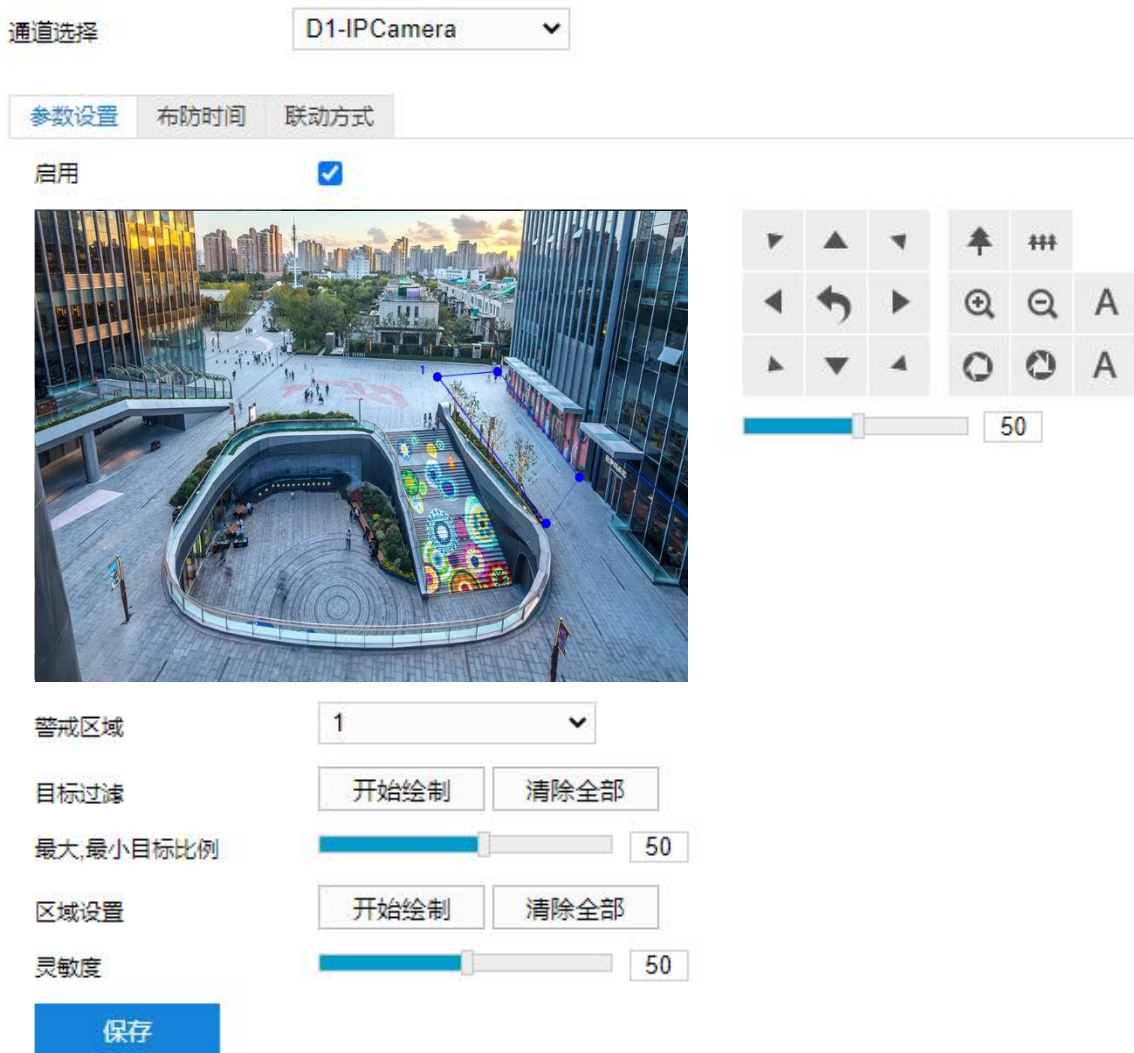 通道选择 D1-IPCamera
参数设置 布防时间 联动方式
启用
1
A
50
A
警戒区域 1
目标过滤 开始绘制 清除全部
最大,最小目标比例 50
区域设置 开始绘制 清除全部
灵敏度 50
保存